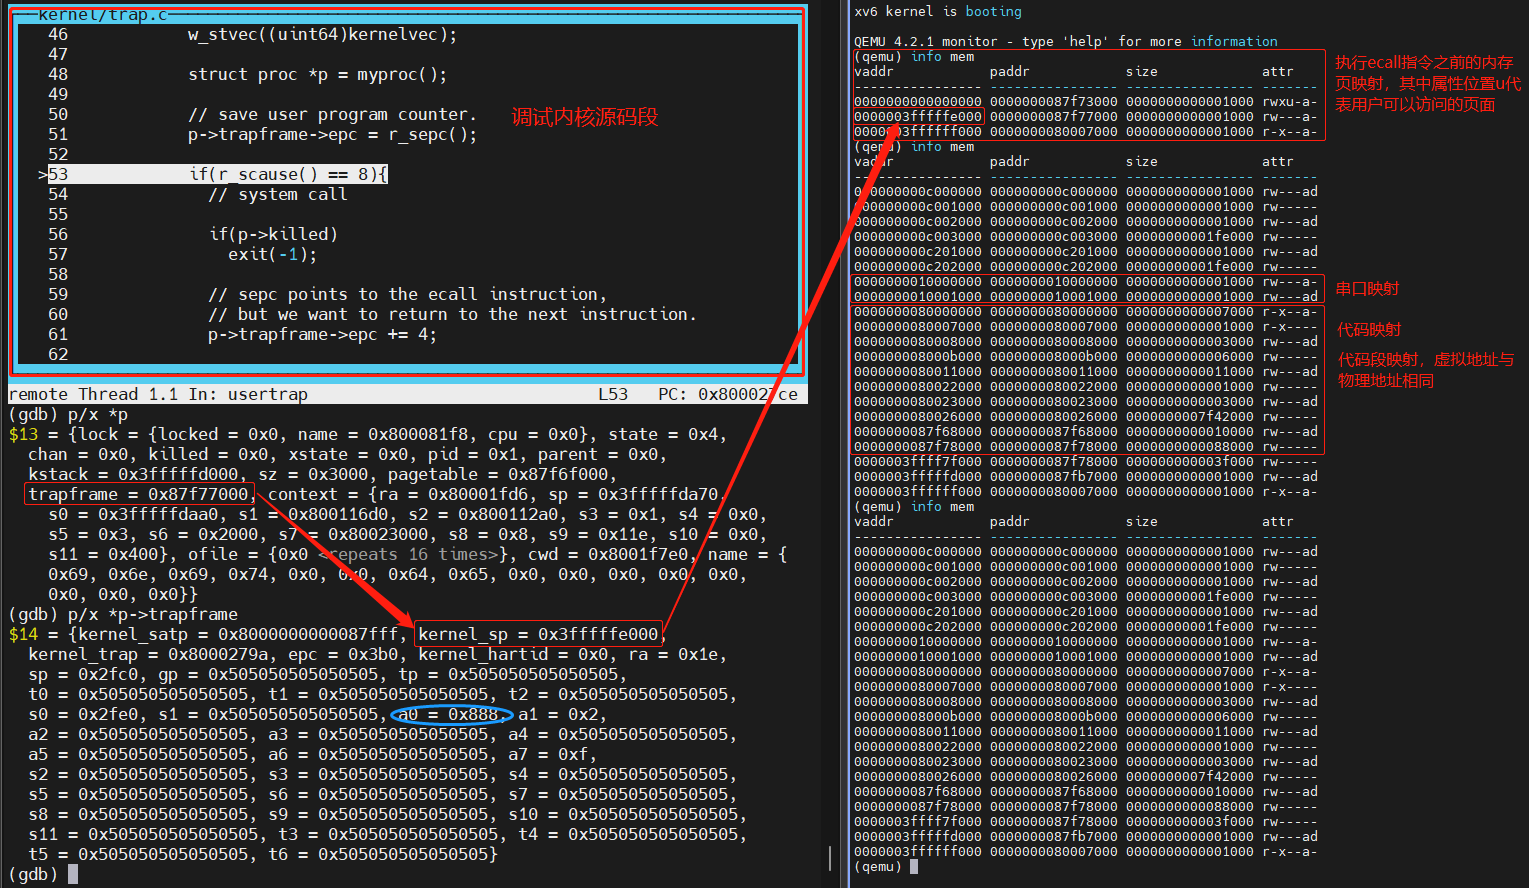 kernel/trap.c
46 w_stvec((uint64)kernelvec);
47
48 struct proc *p = myproc();
49
50 // save user program counter.
51 p->trapframe->epc = r_sepc();
52
>53 if(r_scause() == 8){
54 // system call
55
56 if(p->killed)
57 exit(-1);
58
59 // sepc points to the ecall instruction,
60 // but we want to return to the next instruction.
61 p->trapframe->epc += 4;
62
调试内核源码段
remote Thread 1.1 In: usertrap L53 PC: 0x800027ce
(gdb) p/x *p
$13 = {lock = {locked = 0x0, name = 0x800081f8, cpu = 0x0}, state = 0x4,
chan = 0x0, killed = 0x0, xstate = 0x0, pid = 0x1, parent = 0x0,
kstack = 0x3fffffd000, sz = 0x3000, pagetable = 0x87f6f000,
trapframe = 0x87f77000, context = {ra = 0x80001fd6, sp = 0x3fffffda70,
s0 = 0x3fffffdaa0, s1 = 0x800116d0, s2 = 0x800112a0, s3 = 0x1, s4 = 0x0,
s5 = 0x3, s6 = 0x2000, s7 = 0x80023000, s8 = 0x8, s9 = 0x11e, s10 = 0x0,
s11 = 0x400}, ofile = {0x0 <repeats 16 times>}, cwd = 0x8001f7e0, name = {
0x69, 0x6e, 0x69, 0x74, 0x0, 0x0, 0x64, 0x65, 0x0, 0x0, 0x0, 0x0, 0x0,
0x0, 0x0, 0x0}}
(gdb) p/x *p->trapframe
$14 = {kernel_satp = 0x8000000000087fff, kernel_sp = 0x3fffffe000,
kernel_trap = 0x8000279a, epc = 0x3b0, kernel_hartid = 0x0, ra = 0x1e,
sp = 0x2fc0, gp = 0x505050505050505, tp = 0x505050505050505,
t0 = 0x505050505050505, t1 = 0x505050505050505, t2 = 0x505050505050505,
s0 = 0x2fe0, s1 = 0x505050505050505, a0 = 0x888, a1 = 0x2,
a2 = 0x505050505050505, a3 = 0x505050505050505, a4 = 0x505050505050505,
a5 = 0x505050505050505, a6 = 0x505050505050505, a7 = 0xf,
s2 = 0x505050505050505, s3 = 0x505050505050505, s4 = 0x505050505050505,
s5 = 0x505050505050505, s6 = 0x505050505050505, s7 = 0x505050505050505,
s8 = 0x505050505050505, s9 = 0x505050505050505, s10 = 0x505050505050505,
s11 = 0x505050505050505, t3 = 0x505050505050505, t4 = 0x505050505050505,
t5 = 0x505050505050505, t6 = 0x505050505050505}
(gdb)
xv6 kernel is booting
QEMU 4.2.1 monitor - type 'help' for more information
(qemu) info mem
vaddr paddr size attr
---------------- ---------------- ---------------- -------
0000000000000000 0000000087f73000 0000000000001000 rwxu-a-
0000003fffffe000 0000000087f77000 0000000000001000 rw---a-
0000003ffffff000 0000000080007000 0000000000001000 r-x--a-
(qemu) info mem
vaddr paddr size attr
---------------- ---------------- ---------------- -------
000000000c000000 000000000c000000 0000000000001000 rw---ad
000000000c001000 000000000c001000 0000000000001000 rw-----
000000000c002000 000000000c002000 0000000000001000 rw---ad
000000000c003000 000000000c003000 00000000001fe000 rw-----
000000000c201000 000000000c201000 0000000000001000 rw---ad
000000000c202000 000000000c202000 00000000001fe000 rw-----
0000000010000000 0000000010000000 0000000000001000 rw---a-
0000000010001000 0000000010001000 0000000000001000 rw---ad
0000000080000000 0000000080000000 0000000000007000 r-x--a-
0000000080007000 0000000080007000 0000000000001000 r-x----
0000000080008000 0000000080008000 0000000000003000 rw---ad
000000008000b000 000000008000b000 0000000000006000 rw-----
0000000080011000 0000000080011000 0000000000011000 rw---ad
0000000080022000 0000000080022000 0000000000001000 rw-----
0000000080023000 0000000080023000 0000000000003000 rw---ad
0000000080026000 0000000080026000 0000000007f42000 rw-----
0000000087f68000 0000000087f68000 0000000000010000 rw---ad
0000000087f78000 0000000087f78000 0000000000088000 rw-----
0000003ffff7f000 0000000087f78000 000000000003f000 rw-----
0000003fffffd000 0000000087fb7000 0000000000001000 rw---ad
0000003ffffff000 0000000080007000 0000000000001000 r-x--a-
(qemu) info mem
vaddr paddr size attr
---------------- ---------------- ---------------- -------
000000000c000000 000000000c000000 0000000000001000 rw---ad
000000000c001000 000000000c001000 0000000000001000 rw-----
000000000c002000 000000000c002000 0000000000001000 rw---ad
000000000c003000 000000000c003000 00000000001fe000 rw-----
000000000c201000 000000000c201000 0000000000001000 rw---ad
000000000c202000 000000000c202000 00000000001fe000 rw-----
0000000010000000 0000000010000000 0000000000001000 rw---a-
0000000010001000 0000000010001000 0000000000001000 rw---ad
0000000080000000 0000000080000000 0000000000007000 r-x--a-
0000000080007000 0000000080007000 0000000000001000 r-x----
0000000080008000 0000000080008000 0000000000003000 rw---ad
000000008000b000 000000008000b000 0000000000006000 rw-----
0000000080011000 0000000080011000 0000000000011000 rw---ad
0000000080022000 0000000080022000 0000000000001000 rw-----
0000000080023000 0000000080023000 0000000000003000 rw---ad
0000000080026000 0000000080026000 0000000007f42000 rw-----
0000000087f68000 0000000087f68000 0000000000010000 rw---ad
0000000087f78000 0000000087f78000 0000000000088000 rw-----
0000003ffff7f000 0000000087f78000 000000000003f000 rw-----
0000003fffffd000 0000000087fb7000 0000000000001000 rw---ad
0000003ffffff000 0000000080007000 0000000000001000 r-x--a-
(qemu)
执行ecall指令之前的内存
页映射，其中属性位置u代
表用户可以访问的页面
串口映射
代码映射
代码段映射，虚拟地址与
物理地址相同